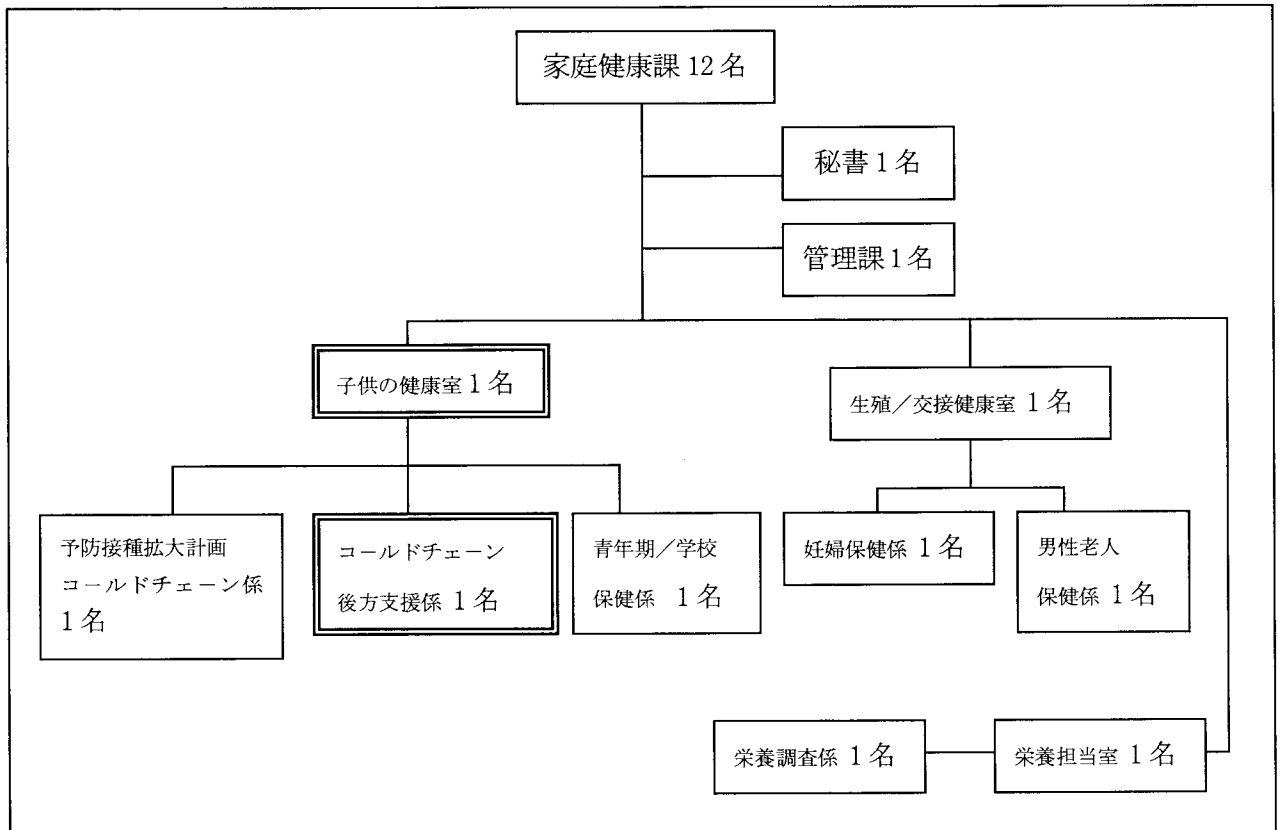 家庭健康課 12 名
秘書 1 名
管理課 1 名
子供の健康室 1 名
生殖／交接健康室 1 名
予防接種拡大計画
コールドチェーン係
1 名
コールドチェーン
後方支援係 1 名
青年期／学校
保健係 1 名
妊婦保健係 1 名
男性老人
保健係 1 名
栄養調査係 1 名
栄養担当室 1 名